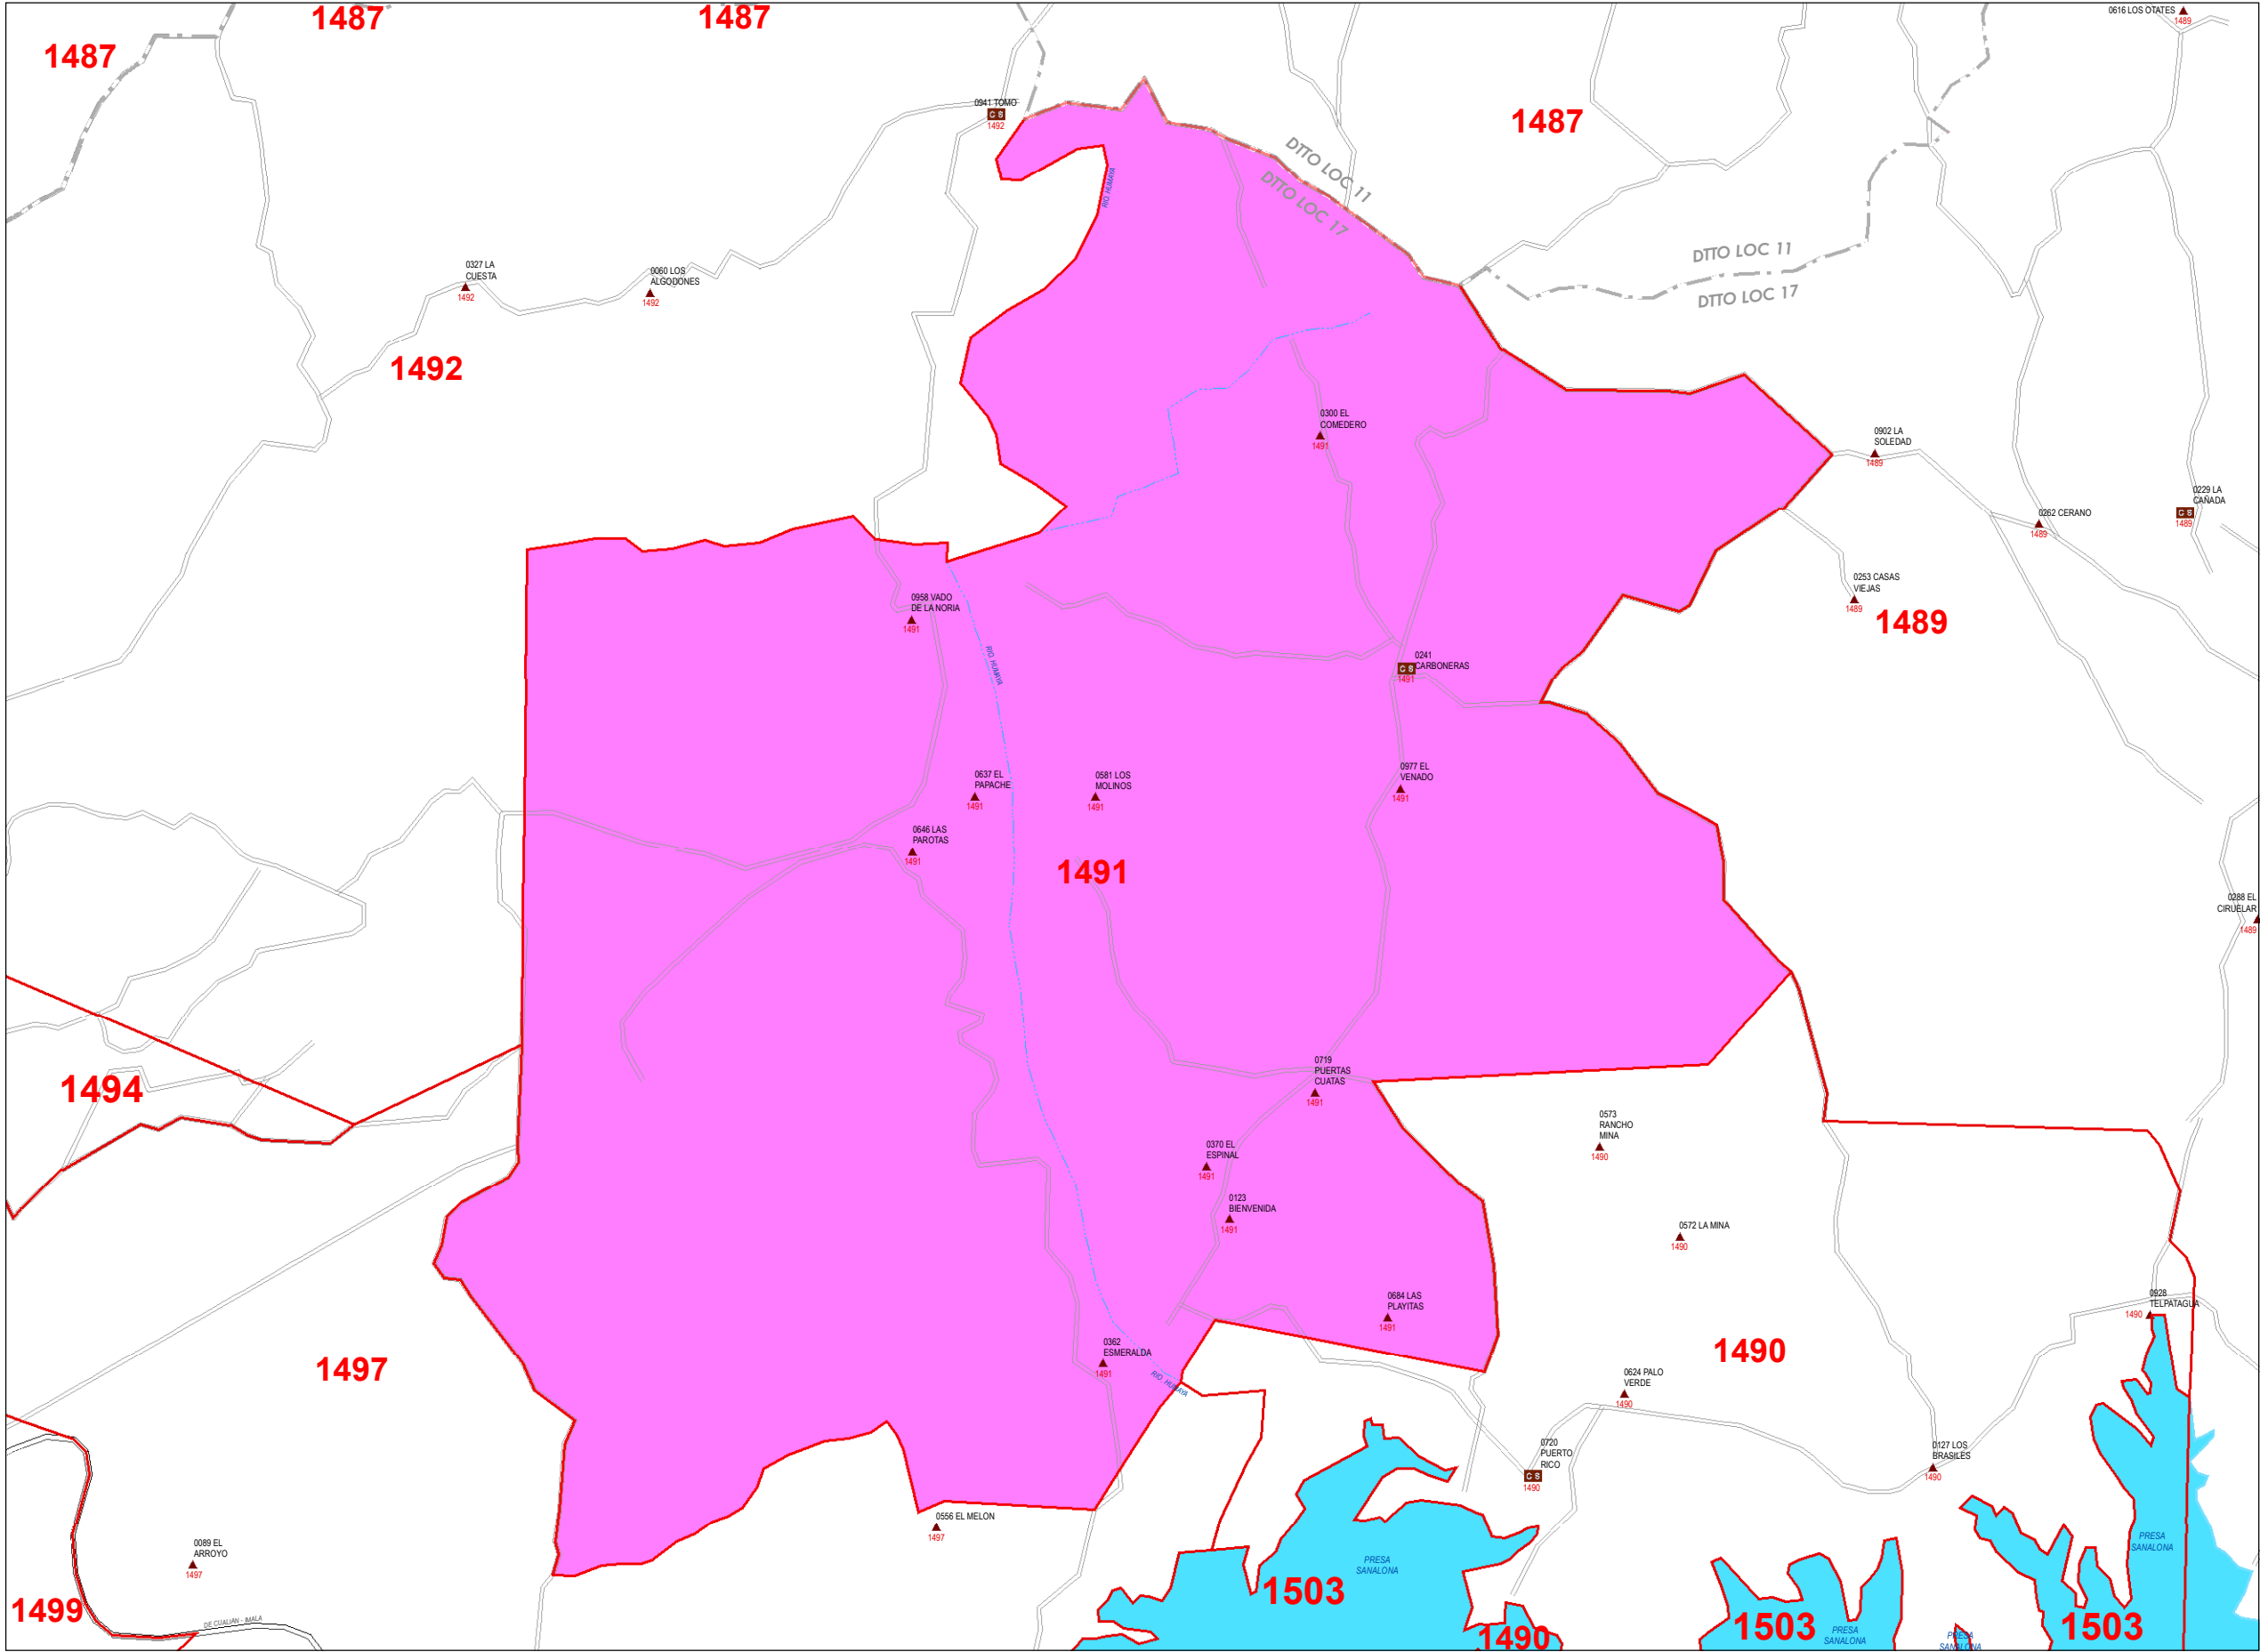 1487
1487
1487
0616 LOS OTATES
1489
0941 TOMO
C S
1492
1487
DTTO LOC 11
DTTO LOC 17
RIO HUMAYA
DTTO LOC 11
DTTO LOC 17
0327 LA
CUESTA
1492
0060 LOS
ALGODONES
1492
1492
0300 EL
COMEDERO
1491
0902 LA
SOLEDAD
1489
0229 LA
CAÑADA
C S
1489
0262 CERANO
1489
0253 CASAS
VIEJAS
1489
1489
0958 VADO
DE LA NORIA
1491
RIO HUMAYA
0241
CARBONERAS
C S
1491
0637 EL
PAPACHE
1491
0581 LOS
MOLINOS
1491
0977 EL
VENADO
1491
0646 LAS
PAROTAS
1491
1491
0288 EL
CIRUELAR
1489
1494
0719
PUERTAS
CUATAS
1491
0573
RANCHO
MINA
1490
0370 EL
ESPINAL
1491
0123
BIENVENIDA
1491
0572 LA MINA
1490
0684 LAS
PLAYITAS
1491
0928
TELPATAGUA
1490
1497
0362
ESMERALDA
1491
RIO HUMAYA
1490
0624 PALO
VERDE
1490
0720
PUERTO
RICO
C S
1490
0127 LOS
BRASILES
1490
0556 EL MELON
1497
0089 EL
ARROYO
1497
PRESA
SANALONA
PRESA
SANALONA
1503
1499
DE CULIAN - IMALA
1490
1503
PRESA
SANALONA
PRESA
SANALONA
1503